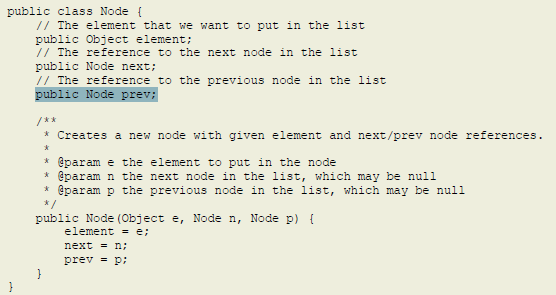 public class Node {
    // The element that we want to put in the list
    public Object element;
    // The reference to the next node in the list
    public Node next;
    // The reference to the previous node in the list
    public Node prev;

    /**
     * Creates a new node with given element and next/prev node references.
     *
     * @param e the element to put in the node
     * @param n the next node in the list, which may be null
     * @param p the previous node in the list, which may be null
     */
    public Node(Object e, Node n, Node p) {
        element = e;
        next = n;
        prev = p;
    }
}